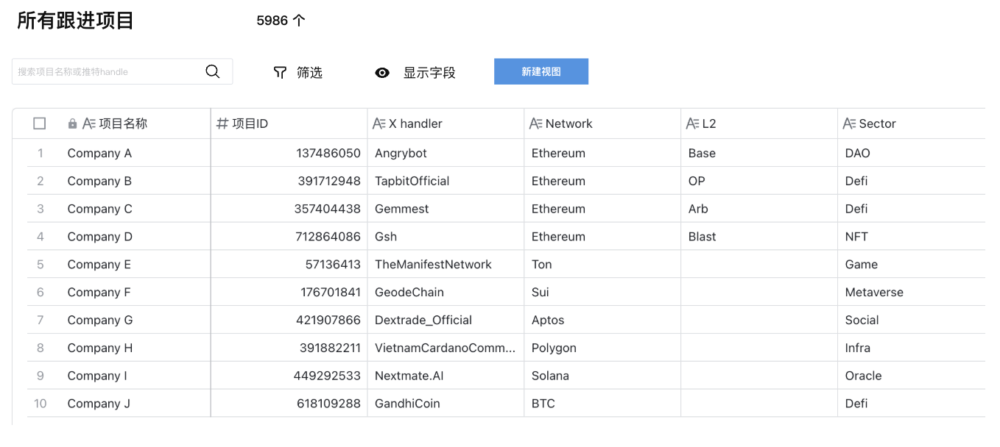 所有跟进项目 5986 个
搜索项目名称或推特handle 筛选 显示字段 新建视图
项目名称 项目ID X handler Network L2 Sector
1 Company A 137486050 Angrybot Ethereum Base DAO
2 Company B 391712948 TapbitOfficial Ethereum OP Defi
3 Company C 357404438 Gemmest Ethereum Arb Defi
4 Company D 712864086 Gsh Ethereum Blast NFT
5 Company E 57136413 TheManifestNetwork Ton Game
6 Company F 176701841 GeodeChain Sui Metaverse
7 Company G 421907866 Dextrade_Official Aptos Social
8 Company H 391882211 VietnamCardanoComm... Polygon Infra
9 Company I 449292533 Nextmate.AI Solana Oracle
10 Company J 618109288 GandhiCoin BTC Defi